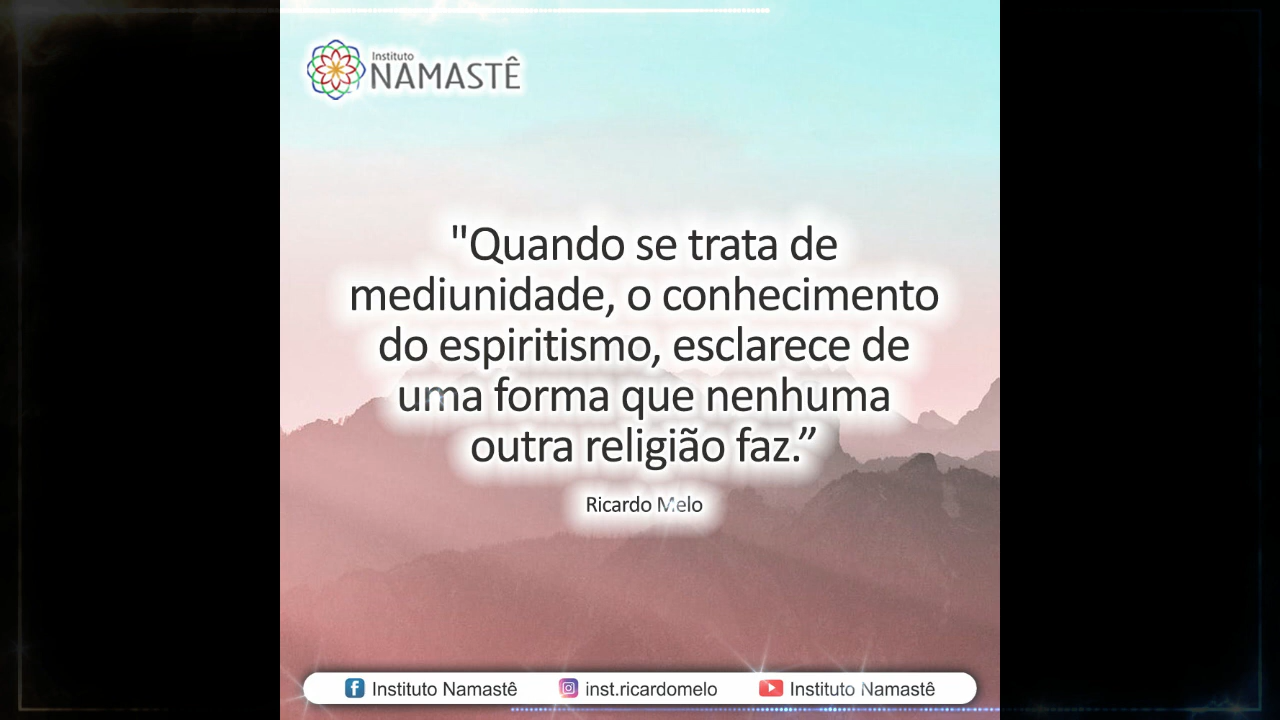 Instituto
NAMASTÊ
"Quando se trata de
mediunidade, o conhecimento
do espiritismo, esclarece de
uma forma que nenhuma
outra religião faz.”
Ricardo Melo
Instituto Namastê inst.ricardomelo Instituto Namastê